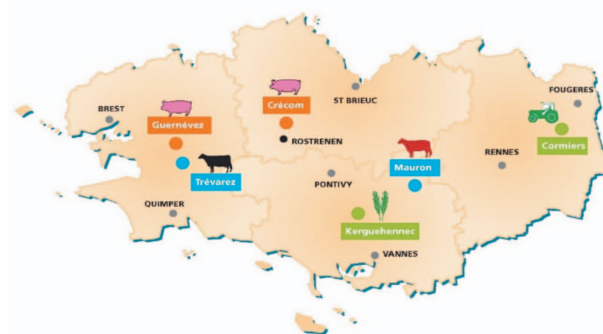 FOUGERES
ST BRIEUC
BREST
Crécom
Guernévez
Cormiers
ROSTRENEN
RENNES
Mauron
Trévarez
PONTIVY
QUIMPER
Kerguehennec
VANNES